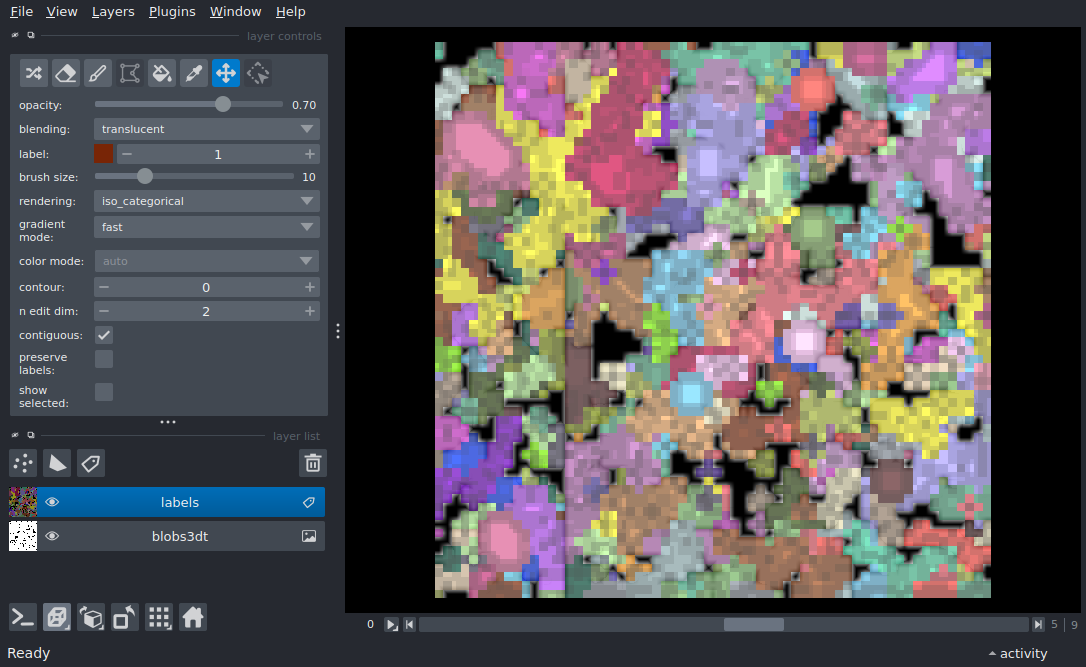 File View Layers Plugins Window Help
layer controls
opacity: 0.70
blending: translucent
label: 1
brush size: 10
rendering: iso_categorical
gradient
mode: fast
color mode: auto
contour: 0
n edit dim: 2
contiguous:
preserve
labels:
show
selected:
layer list
labels
blobs3dt
0 5 | 9
Ready activity